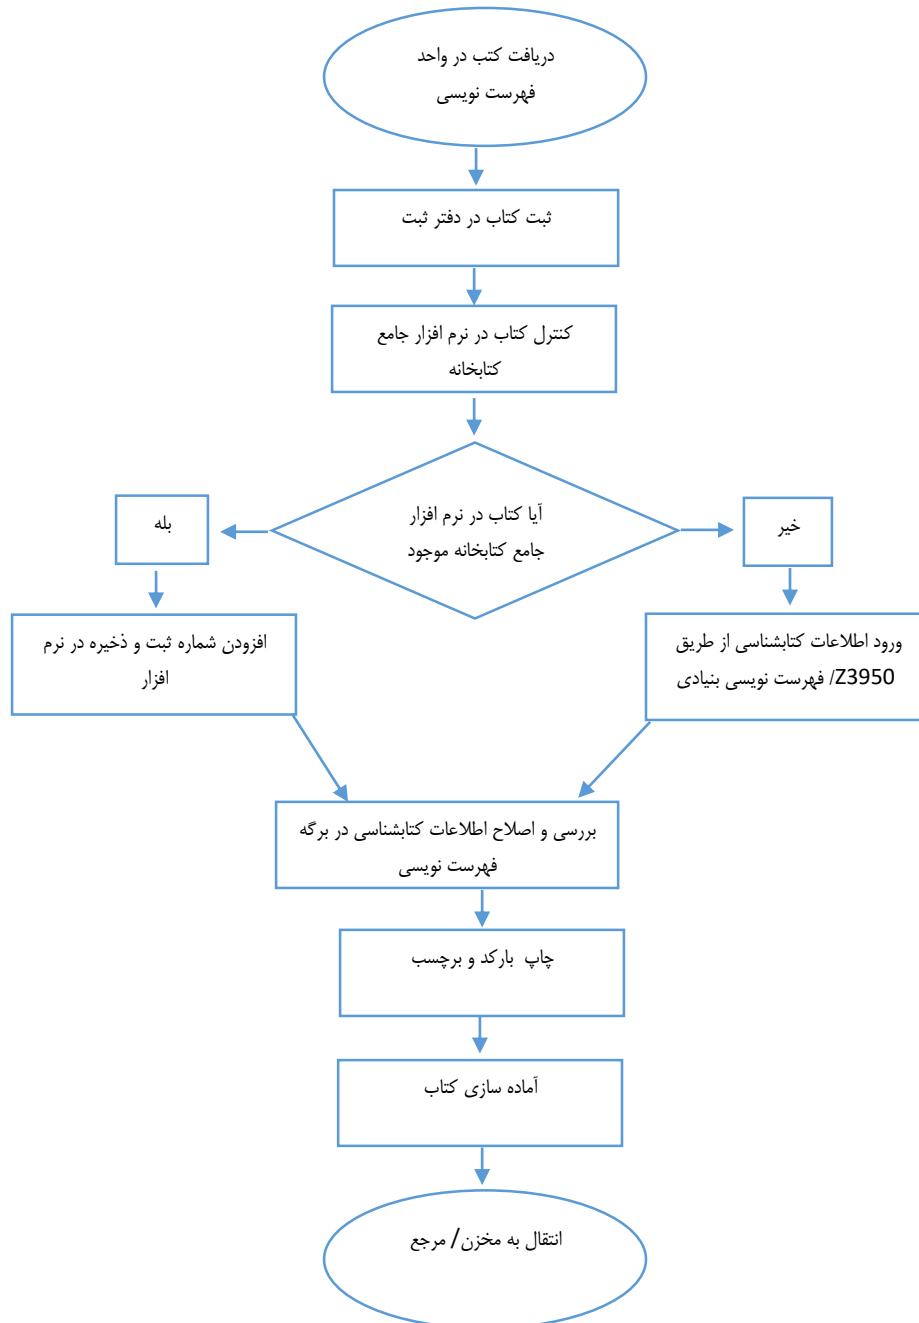 دریافت کتب در واحد
فهرست نویسی
ثبت کتاب در دفتر ثبت
کنترل کتاب در نرم افزار جامع
کتابخانه
آیا کتاب در نرم افزار
جامع کتابخانه موجود
خیر
بله
ورود اطلاعات کتابشناسی از طریق
Z3950/ فهرست نویسی بنیادی
افزودن شماره ثبت و ذخیره در نرم
افزار
بررسی و اصلاح اطلاعات کتابشناسی در برگه
فهرست نویسی
چاپ بارکد و برچسب
آماده سازی کتاب
انتقال به مخزن/ مرجع